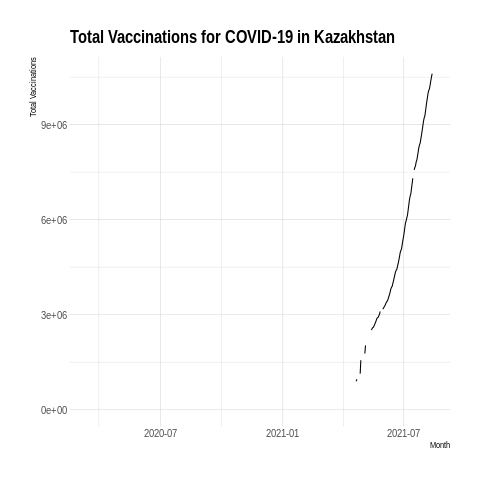 Total Vaccinations for COVID-19 in Kazakhstan
Total Vaccinations
9e+06
6e+06
3e+06
0e+00
2020-07
2021-01
2021-07
Month